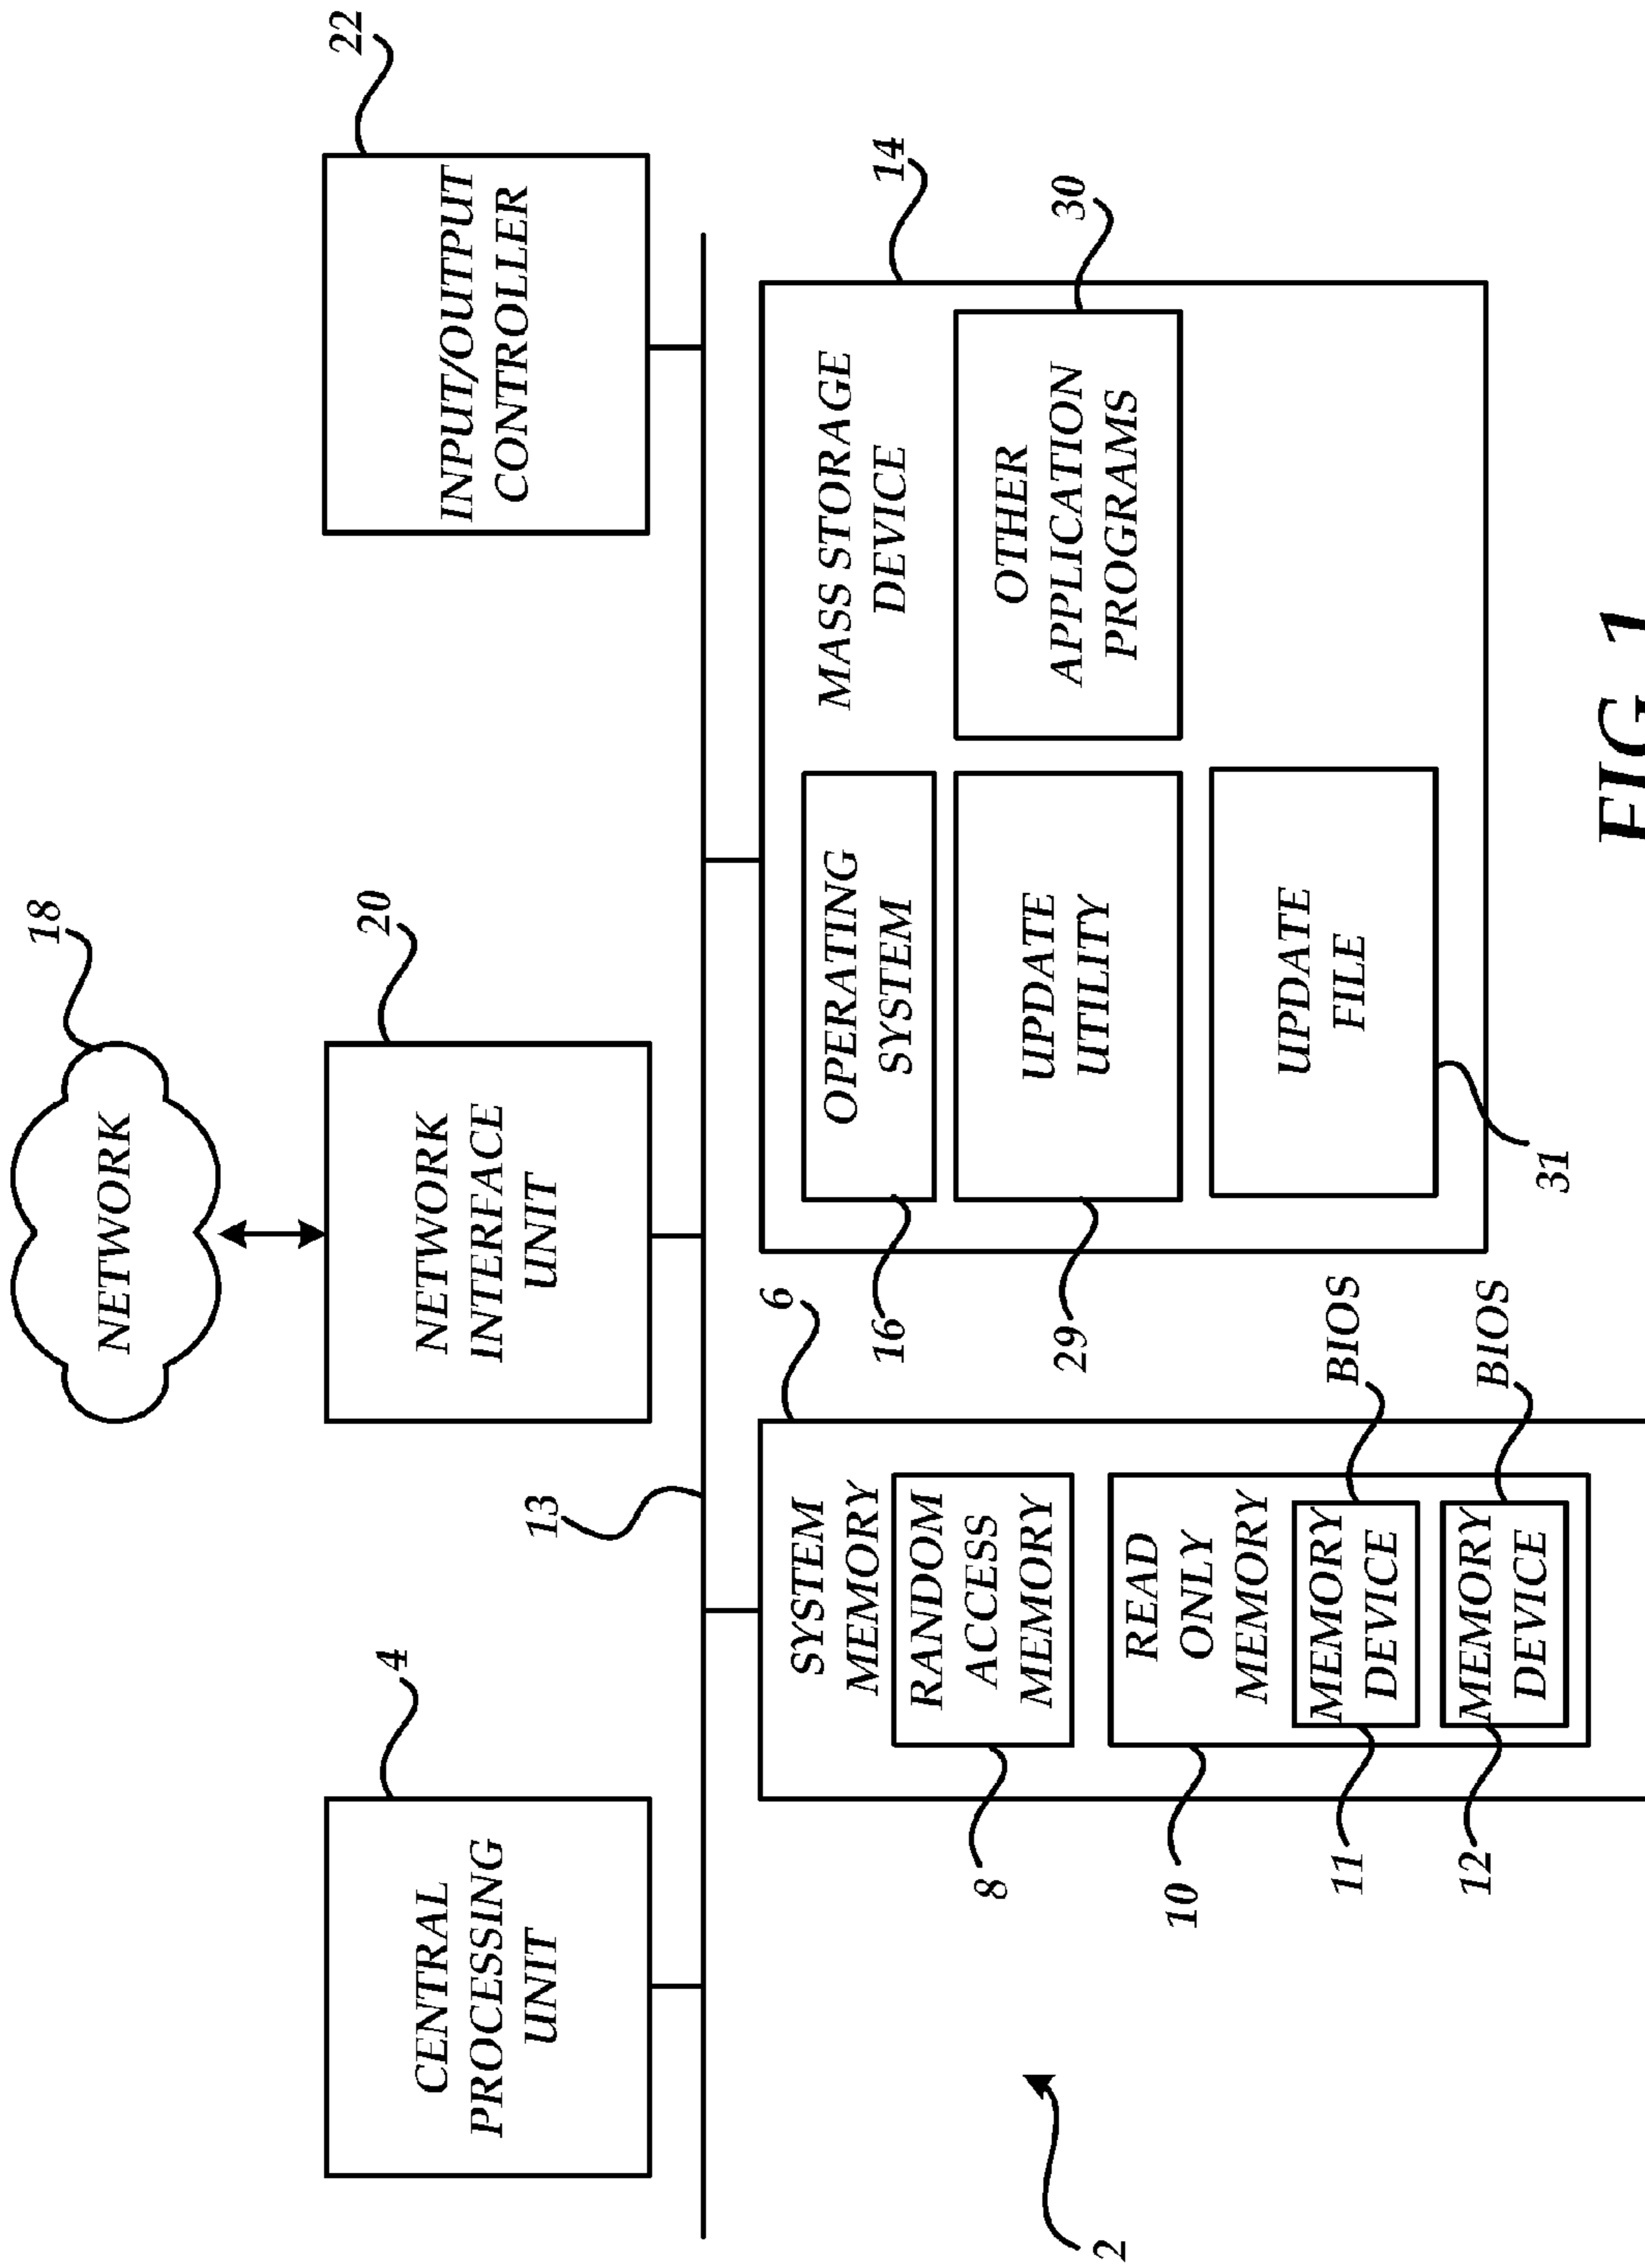 18
NETWORK
20
NETWORK
INTERFACE
UNIT
4
CENTRAL
PROCESSING
UNIT
22
INPUT/OUTPUT
CONTROLLER
13
6
SYSTEM
MEMORY
RANDOM
ACCESS
MEMORY
8
READ
ONLY
MEMORY
10
MEMORY
DEVICE
11
BIOS
MEMORY
DEVICE
12
BIOS
14
MASS STORAGE
DEVICE
OPERATING
SYSTEM
16
UPDATE
UTILITY
29
OTHER
APPLICATION
PROGRAMS
30
UPDATE
FILE
31
2
FIG. 1